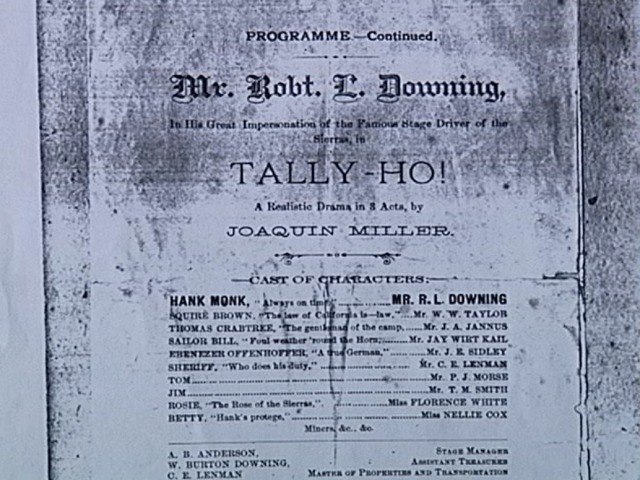 PROGRAMME.—Continued.
Mr. Robt. L. Downing,
In His Great Impersonation of the Famous Stage Driver of the
Sierras, in
TALLY-HO!
A Realistic Drama in 3 Acts, by
JOAQUIN MILLER.
CAST OF CHARACTERS:
HANK MONK, "Always on time," MR. R. L. DOWNING
SQUIRE BROWN, "The law of California is—law," Mr. W. W. TAYLOR
THOMAS CRABTREE, "The gentleman of the camp, Mr. J. A. JANNUS
SAILOR BILL, "Foul weather 'round the Horn; Mr. JAY WIRT KAIL
EBENEZER OFFENHOFFER, "A true German," Mr. J. E. SIDLEY
SHERIFF, "Who does his duty," Mr. C. E. LENMAN
TOM Mr. P. J. MORSE
JIM Mr. T. M. SMITH
ROSIE, "The Rose of the Sierras," Miss FLORENCE WHITE
BETTY, "Hank's protege," Miss NELLIE COX
Miners, &c., &c.
A. B. ANDERSON, STAGE MANAGER
W. BURTON DOWNING, ASSISTANT TREASURER
C. E. LENMAN MASTER OF PROPERTIES AND TRANSPORTATION